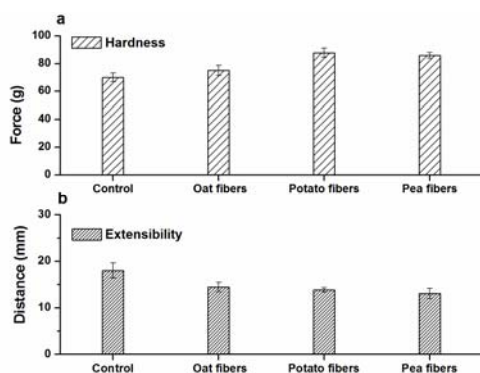 a
Hardness
Force (g)
100
80
60
40
20
0
Control Oat fibers Potato fibers Pea fibers
b
Extensibility
Distance (mm)
30
20
10
0
Control Oat fibers Potato fibers Pea fibers